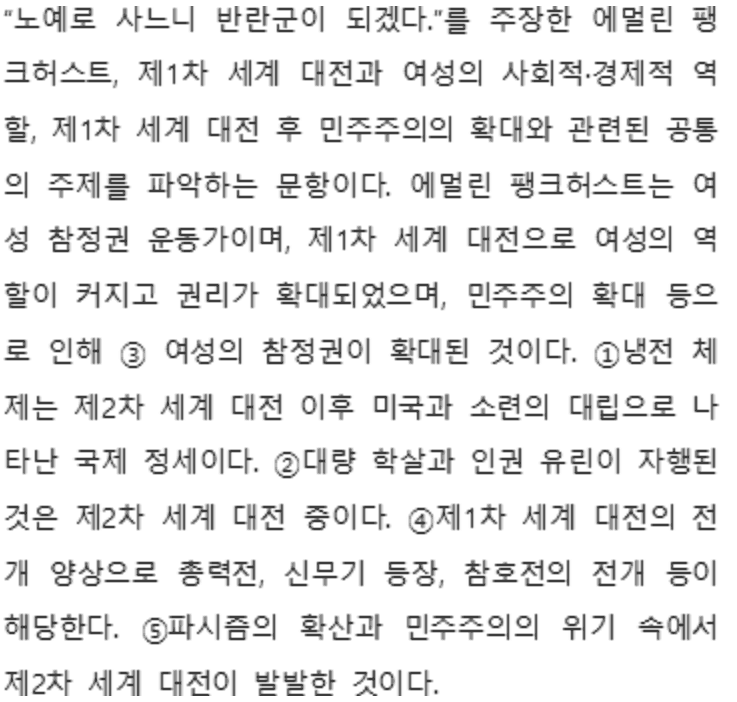 “노예로 사느니 반란군이 되겠다.”를 주장한 에멀린 팽
크허스트, 제1차 세계 대전과 여성의 사회적·경제적 역
할, 제1차 세계 대전 후 민주주의의 확대와 관련된 공통
의 주제를 파악하는 문항이다. 에멀린 팽크허스트는 여
성 참정권 운동가이며, 제1차 세계 대전으로 여성의 역
할이 커지고 권리가 확대되었으며, 민주주의 확대 등으
로 인해 ③ 여성의 참정권이 확대된 것이다. ①냉전 체
제는 제2차 세계 대전 이후 미국과 소련의 대립으로 나
타난 국제 정세이다. ②대량 학살과 인권 유린이 자행된
것은 제2차 세계 대전 중이다. ④제1차 세계 대전의 전
개 양상으로 총력전, 신무기 등장, 참호전의 전개 등이
해당한다. ⑤파시즘의 확산과 민주주의의 위기 속에서
제2차 세계 대전이 발발한 것이다.